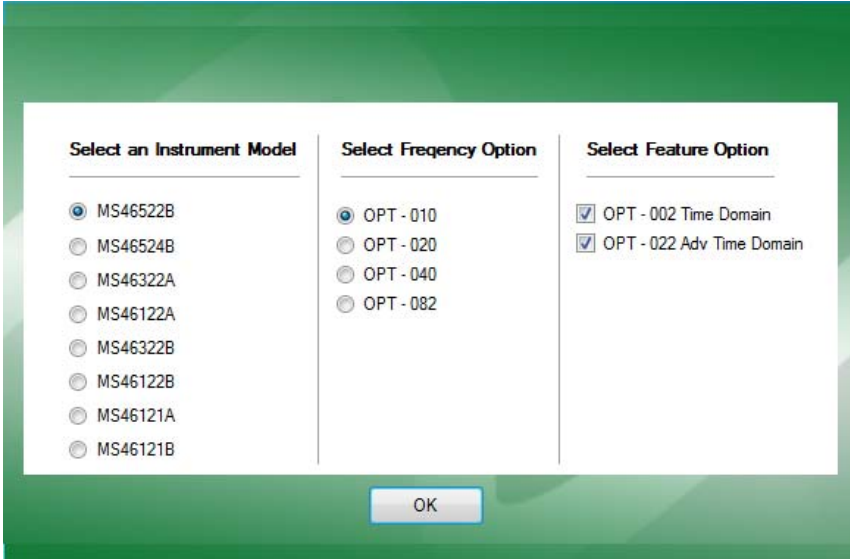 Select an Instrument Model
MS46522B
MS46524B
MS46322A
MS46122A
MS46322B
MS46122B
MS46121A
MS46121B
Select Freqency Option
OPT - 010
OPT - 020
OPT - 040
OPT - 082
Select Feature Option
OPT - 002 Time Domain
OPT - 022 Adv Time Domain
OK